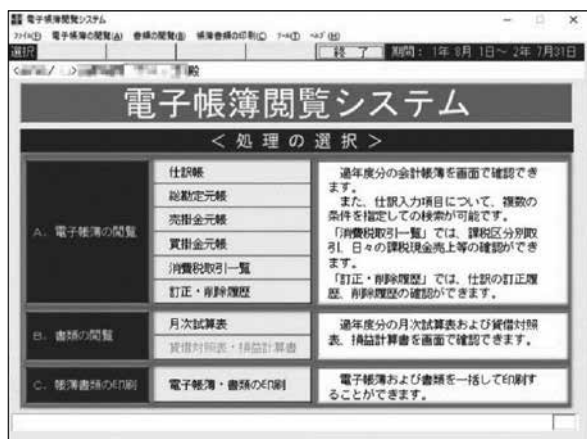 電子帳簿閲覧システム
ファイル(F) 電子帳簿の閲覧(A) 書類の閲覧(B) 帳簿書類の印刷(C) ツール(T) ヘルプ(H)
選択 終了 期間：1年 8月 1日～ 2年 7月31日
殿
電子帳簿閲覧システム
＜処理の選択＞
A．電子帳簿の閲覧
仕訳帳
総勘定元帳
売掛金元帳
買掛金元帳
消費税取引一覧
訂正・削除履歴
過年度分の会計帳簿を画面で確認でき
ます。
また、仕訳入力項目について、複数の
条件を指定しての検索が可能です。
「消費税取引一覧」では、課税区分別取
引、日々の課税現金売上等の確認ができ
ます。
「訂正・削除履歴」では、仕訳の訂正履
歴、削除履歴の確認ができます。
B．書類の閲覧
月次試算表
貸借対照表・損益計算書
過年度分の月次試算表および貸借対照
表、損益計算書を画面で確認できます。
C．帳簿書類の印刷
電子帳簿・書類の印刷
電子帳簿および書類を一括して印刷す
ることができます。